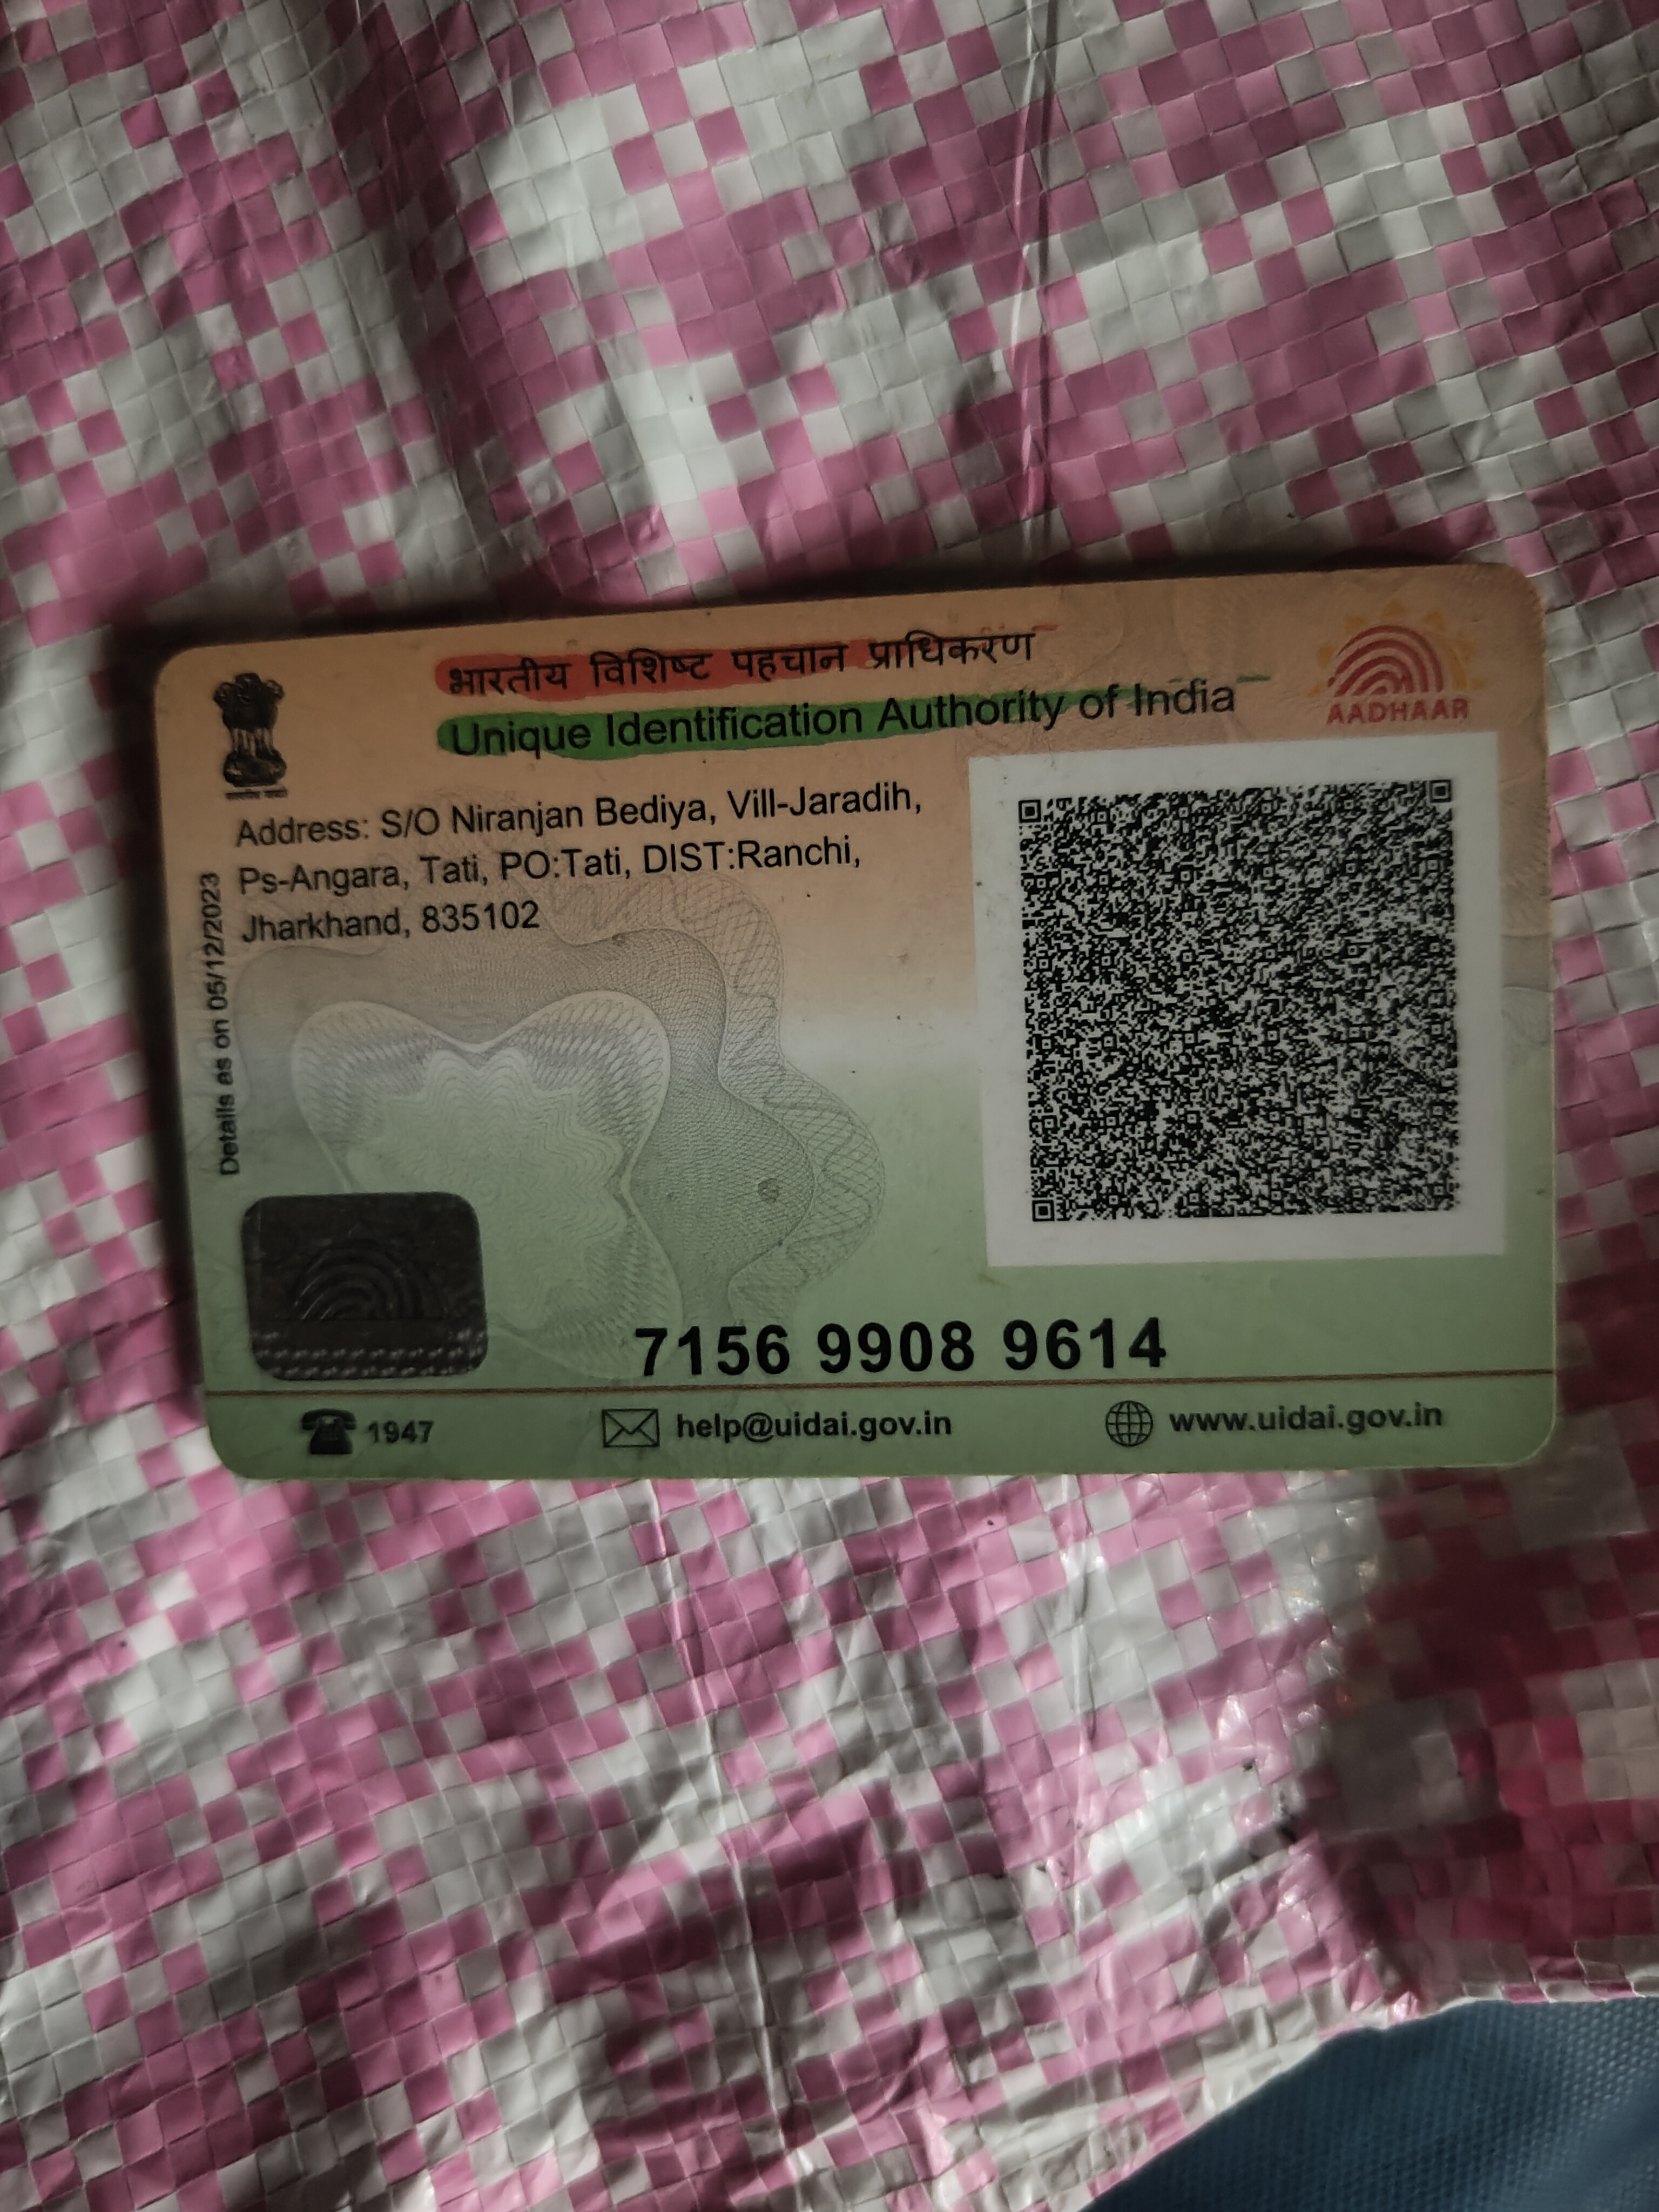 भारतीय विशिष्ट पहचान प्राधिकरण
Unique Identification Authority of India
AADHAAR
Address: S/O Niranjan Bediya, Vill-Jaradih,
Ps-Angara, Tati, PO:Tati, DIST:Ranchi,
Jharkhand, 835102
Details as on 05/12/2023
7156 9908 9614
1947
help@uidai.gov.in
www.uidai.gov.in